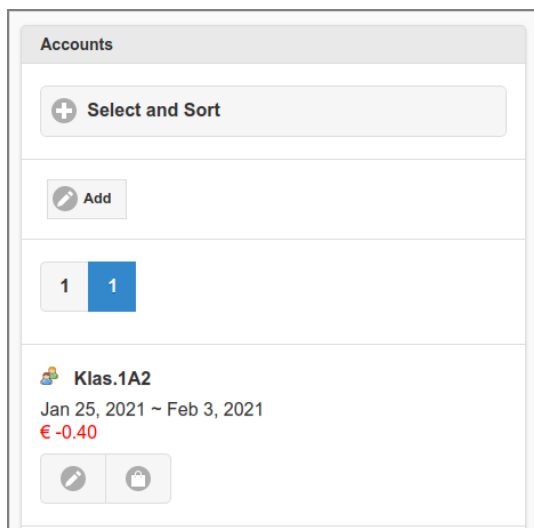 Accounts
Select and Sort
Add
1 1
Klas.1A2
Jan 25, 2021 ~ Feb 3, 2021
€ -0.40